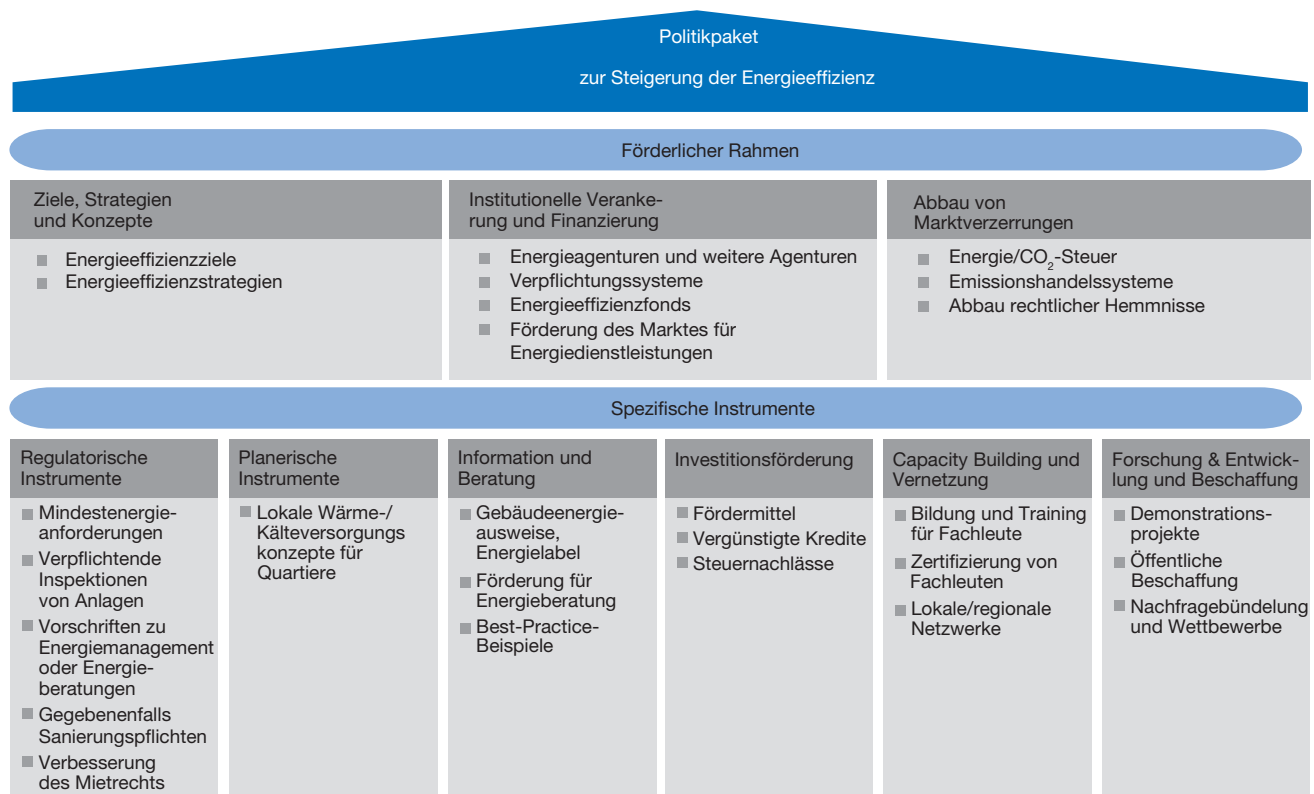 Politikpaket
zur Steigerung der Energieeffizienz
Förderlicher Rahmen
Ziele, Strategien
und Konzepte
Energieeffizienzziele
Energieeffizienzstrategien
Institutionelle Veranke-
rung und Finanzierung
Energieagenturen und weitere Agenturen
Verpflichtungssysteme
Energieeffizienzfonds
Förderung des Marktes für
Energiedienstleistungen
Abbau von
Marktverzerrungen
Energie/CO₂-Steuer
Emissionshandelssysteme
Abbau rechtlicher Hemmnisse
Spezifische Instrumente
Regulatorische
Instrumente
Mindestenergie-
anforderungen
Verpflichtende
Inspektionen
von Anlagen
Vorschriften zu
Energiemanagement
oder Energie-
beratungen
Gegebenenfalls
Sanierungspflichten
Verbesserung
des Mietrechts
Planerische
Instrumente
Lokale Wärme-/
Kälteversorgungs
konzepte für
Quartiere
Information und
Beratung
Gebäudeenergie-
ausweise,
Energielabel
Förderung für
Energieberatung
Best-Practice-
Beispiele
Investitionsförderung
Fördermittel
Vergünstigte Kredite
Steuernachlässe
Capacity Building und
Vernetzung
Bildung und Training
für Fachleute
Zertifizierung von
Fachleuten
Lokale/regionale
Netzwerke
Forschung & Entwick-
lung und Beschaffung
Demonstrations-
projekte
Öffentliche
Beschaffung
Nachfragebündelung
und Wettbewerbe